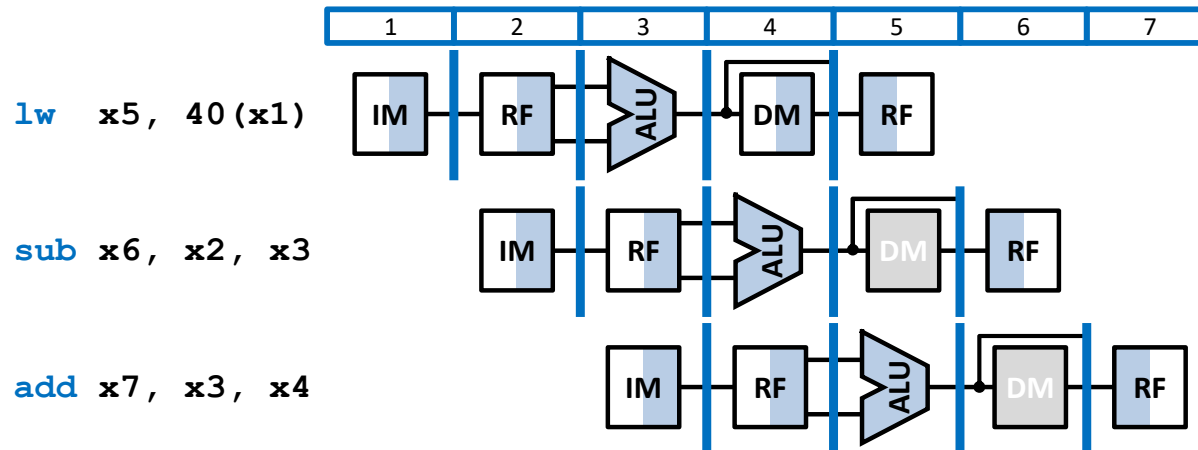 1 2 3 4 5 6 7
lw x5, 40(x1) IM RF ALU DM RF
sub x6, x2, x3 IM RF ALU DM RF
add x7, x3, x4 IM RF ALU DM RF